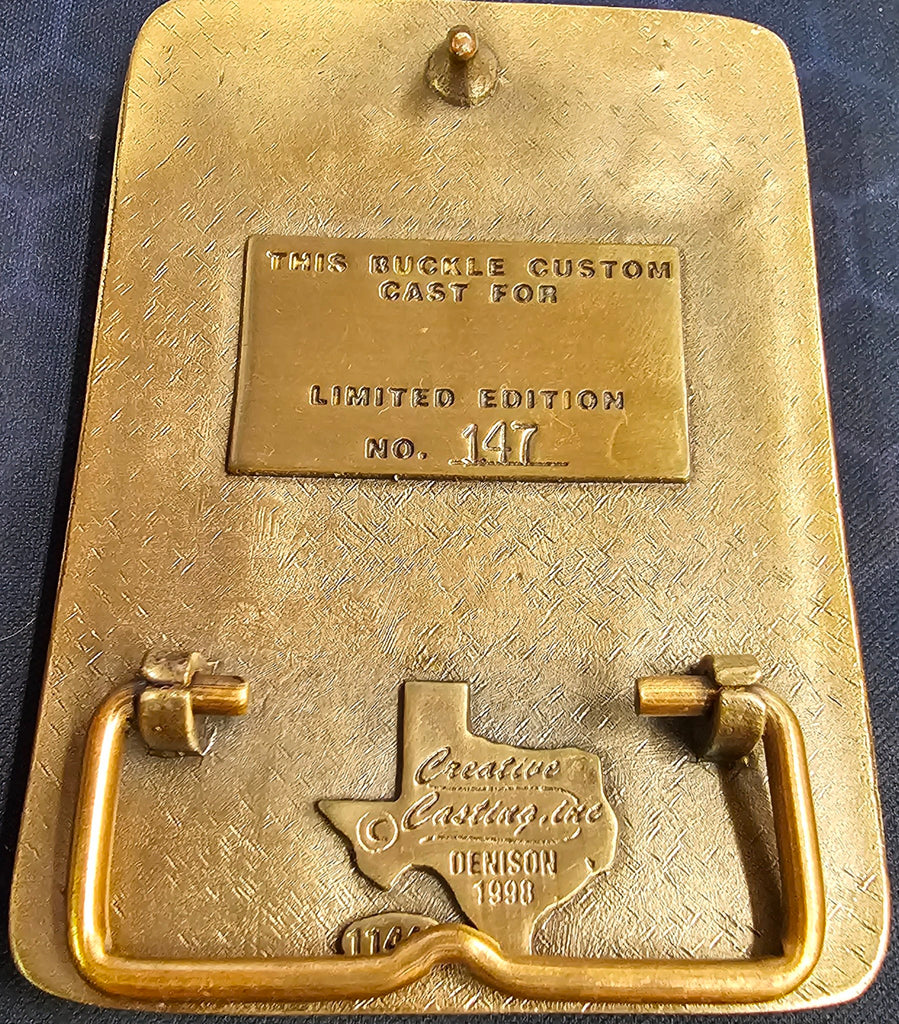 THIS BUCKLE CUSTOM
CAST FOR
LIMITED EDITION
NO. 147
Creative
© Casting, inc
DENISON
1998